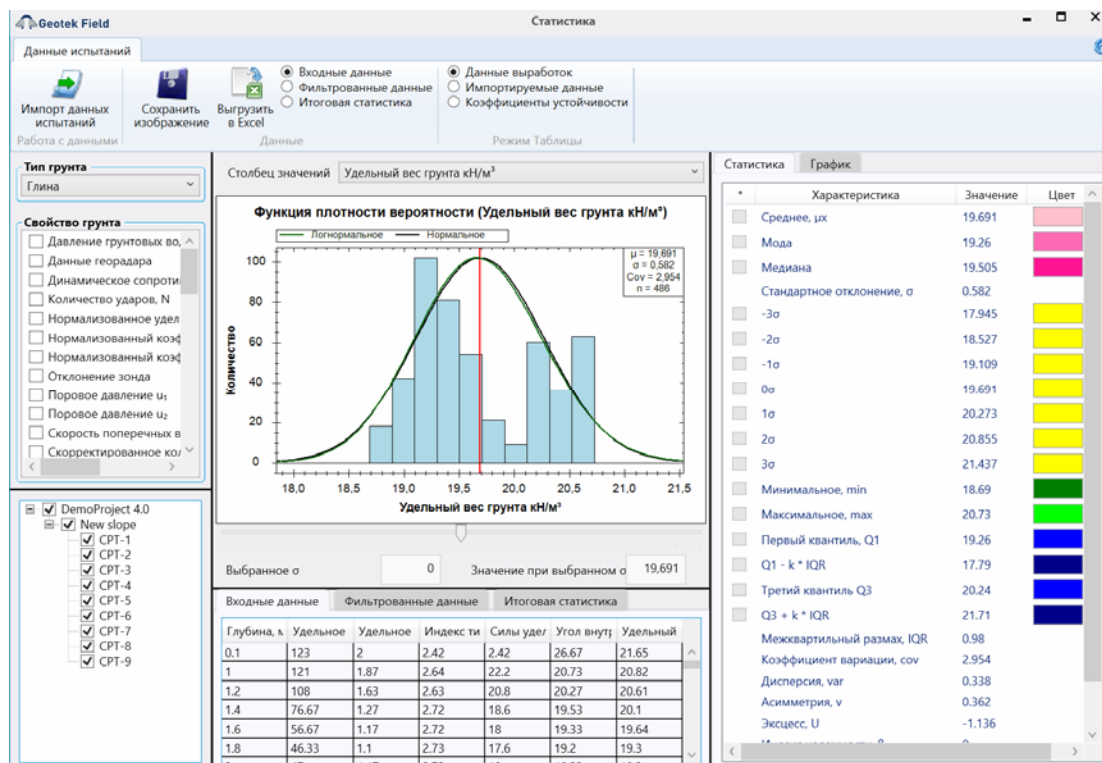 Geotek Field
Статистика
Данные испытаний
Импорт данных испытаний
Сохранить изображение
Выгрузить в Excel
Входные данные
Фильтрованные данные
Итоговая статистика
Данные выработок
Импортируемые данные
Коэффициенты устойчивости
Работа с данными
Данные
Режим Таблицы
Тип грунта
Глина
Свойство грунта
Давление грунтовых во
Данные георадара
Динамическое сопроти
Количество ударов, N
Нормализованное удел
Нормализованный коэф
Нормализованный коэф
Отклонение зонда
Поровое давление u₁
Поровое давление u₂
Скорость поперечных в
Скорректированное кол
DemoProject 4.0
New slope
CPT-1
CPT-2
CPT-3
CPT-4
CPT-5
CPT-6
CPT-7
CPT-8
CPT-9
Столбец значений
Удельный вес грунта кН/м³
Функция плотности вероятности (Удельный вес грунта кН/м³)
Логнормальное Нормальное
μ = 19,691
σ = 0,582
Cov = 2,954
n = 486
Количество
100
80
60
40
20
0
18,0 18,5 19,0 19,5 20,0 20,5 21,0 21,5
Удельный вес грунта кН/м³
Выбранное σ 0 Значение при выбранном σ 19,691
Входные данные Фильтрованные данные Итоговая статистика
Глубина, м Удельное Удельное Индекс ти Силы удел Угол внутр Удельный
0.1 123 2 2.42 2.42 26.67 21.65
1 121 1.87 2.64 22.2 20.73 20.82
1.2 108 1.63 2.63 20.8 20.27 20.61
1.4 76.67 1.27 2.72 18.6 19.53 20.1
1.6 56.67 1.17 2.72 18 19.33 19.64
1.8 46.33 1.1 2.73 17.6 19.2 19.3
Статистика График
* Характеристика Значение Цвет
Среднее, μx 19.691
Мода 19.26
Медиана 19.505
Стандартное отклонение, σ 0.582
-3σ 17.945
-2σ 18.527
-1σ 19.109
0σ 19.691
1σ 20.273
2σ 20.855
3σ 21.437
Минимальное, min 18.69
Максимальное, max 20.73
Первый квантиль, Q1 19.26
Q1 - k * IQR 17.79
Третий квантиль Q3 20.24
Q3 + k * IQR 21.71
Межквартильный размах, IQR 0.98
Коэффициент вариации, cov 2.954
Дисперсия, var 0.338
Асимметрия, v 0.362
Эксцесс, U -1.136